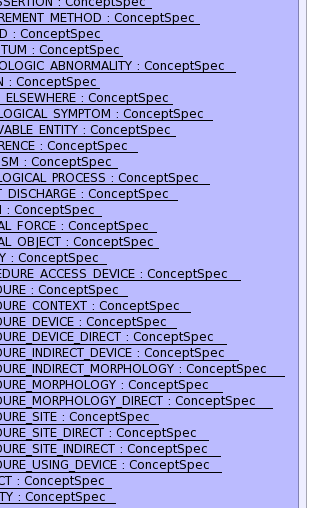 SSERTION : ConceptSpec
REMENT_METHOD : ConceptSpec
D : ConceptSpec
TUM : ConceptSpec
OLOGIC_ABNORMALITY : ConceptSpec
N : ConceptSpec
_ELSEWHERE : ConceptSpec
LOGICAL_SYMPTOM : ConceptSpec
VABLE_ENTITY : ConceptSpec
RENCE : ConceptSpec
SM : ConceptSpec
LOGICAL_PROCESS : ConceptSpec
T_DISCHARGE : ConceptSpec
: ConceptSpec
AL_FORCE : ConceptSpec
AL_OBJECT : ConceptSpec
Y : ConceptSpec
EDURE_ACCESS_DEVICE : ConceptSpec
DURE : ConceptSpec
DURE_CONTEXT : ConceptSpec
DURE_DEVICE : ConceptSpec
DURE_DEVICE_DIRECT : ConceptSpec
DURE_INDIRECT_DEVICE : ConceptSpec
DURE_INDIRECT_MORPHOLOGY : ConceptSpec
DURE_MORPHOLOGY : ConceptSpec
DURE_MORPHOLOGY_DIRECT : ConceptSpec
DURE_SITE : ConceptSpec
DURE_SITE_DIRECT : ConceptSpec
DURE_SITE_INDIRECT : ConceptSpec
DURE_USING_DEVICE : ConceptSpec
CT : ConceptSpec
TY : ConceptSpec